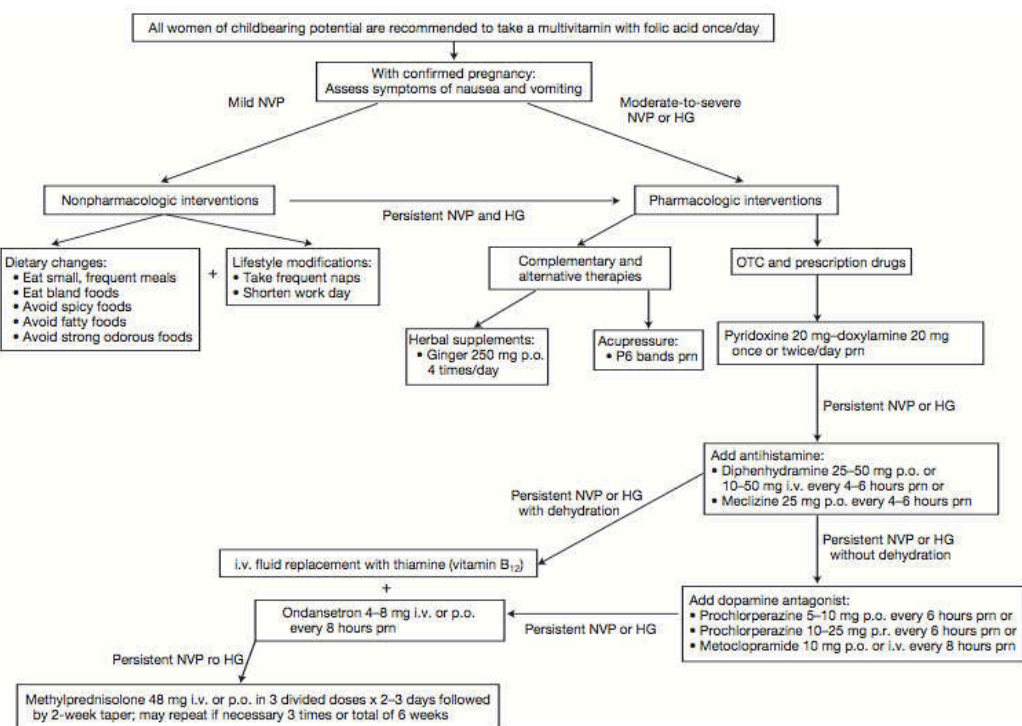 All women of childbearing potential are recommended to take a multivitamin with folic acid once/day
With confirmed pregnancy:
Assess symptoms of nausea and vomiting
Mild NVP
Moderate-to-severe
NVP or HG
Nonpharmacologic interventions
Persistent NVP and HG
Pharmacologic interventions
Dietary changes:
• Eat small, frequent meals
• Eat bland foods
• Avoid spicy foods
• Avoid fatty foods
• Avoid strong odorous foods
+
Lifestyle modifications:
• Take frequent naps
• Shorten work day
Complementary and
alternative therapies
OTC and prescription drugs
Herbal supplements:
• Ginger 250 mg p.o.
4 times/day
Acupressure:
• P6 bands prn
Pyridoxine 20 mg–doxylamine 20 mg
once or twice/day prn
Persistent NVP or HG
Add antihistamine:
• Diphenhydramine 25–50 mg p.o. or
10–50 mg i.v. every 4–6 hours prn or
• Meclizine 25 mg p.o. every 4–6 hours prn
Persistent NVP or HG
with dehydration
Persistent NVP or HG
without dehydration
i.v. fluid replacement with thiamine (vitamin B₁₂)
+
Ondansetron 4–8 mg i.v. or p.o.
every 8 hours prn
Persistent NVP or HG
Add dopamine antagonist:
• Prochlorperazine 5–10 mg p.o. every 6 hours prn or
• Prochlorperazine 10–25 mg p.r. every 6 hours prn or
• Metoclopramide 10 mg p.o. or i.v. every 8 hours prn
Persistent NVP ro HG
Methylprednisolone 48 mg i.v. or p.o. in 3 divided doses x 2–3 days followed
by 2-week taper; may repeat if necessary 3 times or total of 6 weeks